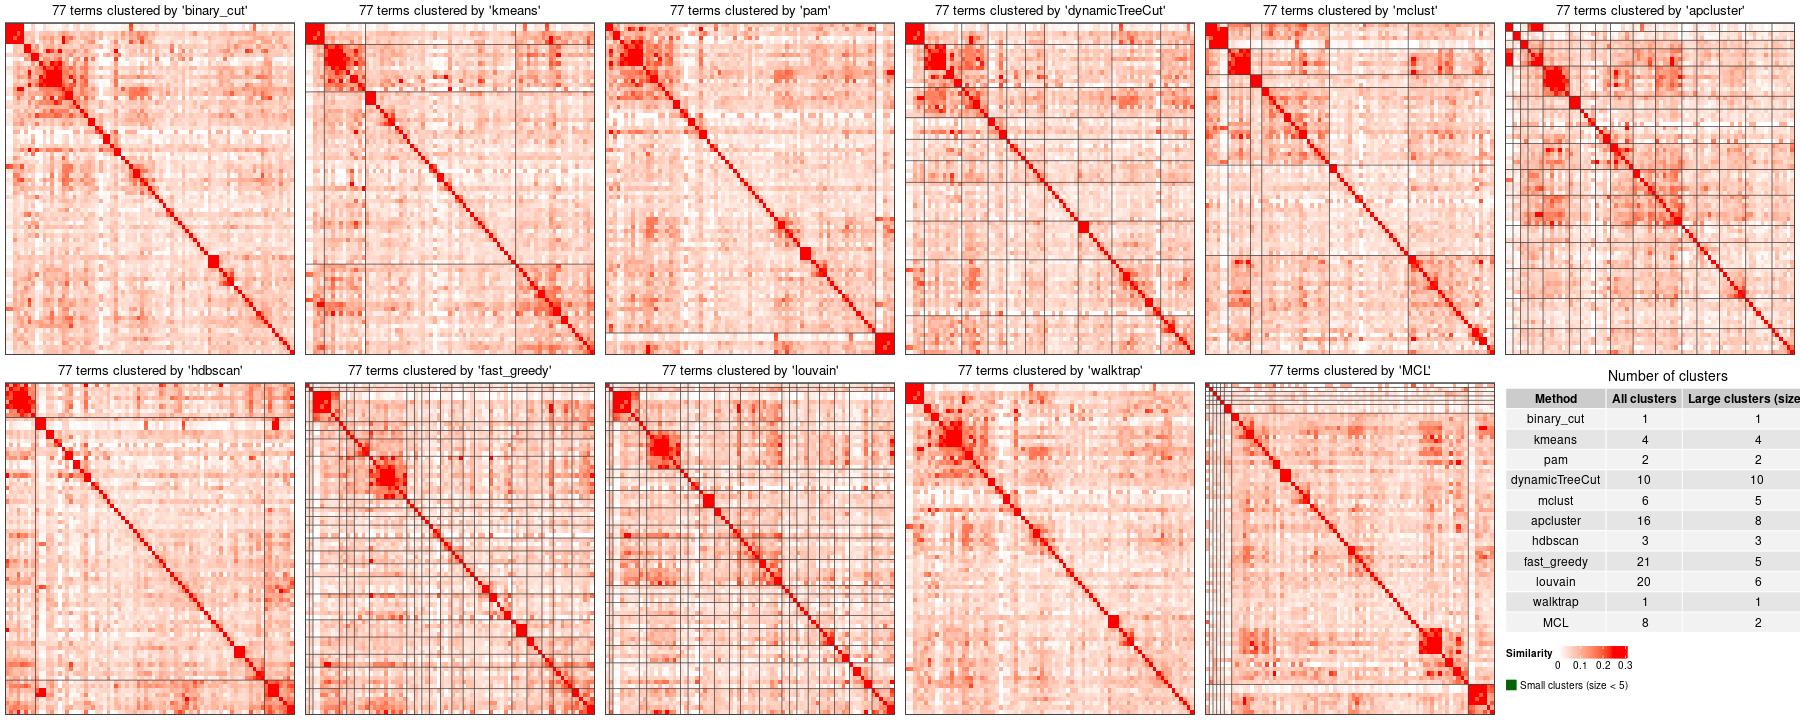 77 terms clustered by 'binary_cut'
77 terms clustered by 'kmeans'
77 terms clustered by 'pam'
77 terms clustered by 'dynamicTreeCut'
77 terms clustered by 'mclust'
77 terms clustered by 'apcluster'
77 terms clustered by 'hdbscan'
77 terms clustered by 'fast_greedy'
77 terms clustered by 'louvain'
77 terms clustered by 'walktrap'
77 terms clustered by 'MCL'
Number of clusters
Method All clusters Large clusters (size
binary_cut 1 1
kmeans 4 4
pam 2 2
dynamicTreeCut 10 10
mclust 6 5
apcluster 16 8
hdbscan 3 3
fast_greedy 21 5
louvain 20 6
walktrap 1 1
MCL 8 2
Similarity
0 0.1 0.2 0.3
Small clusters (size < 5)